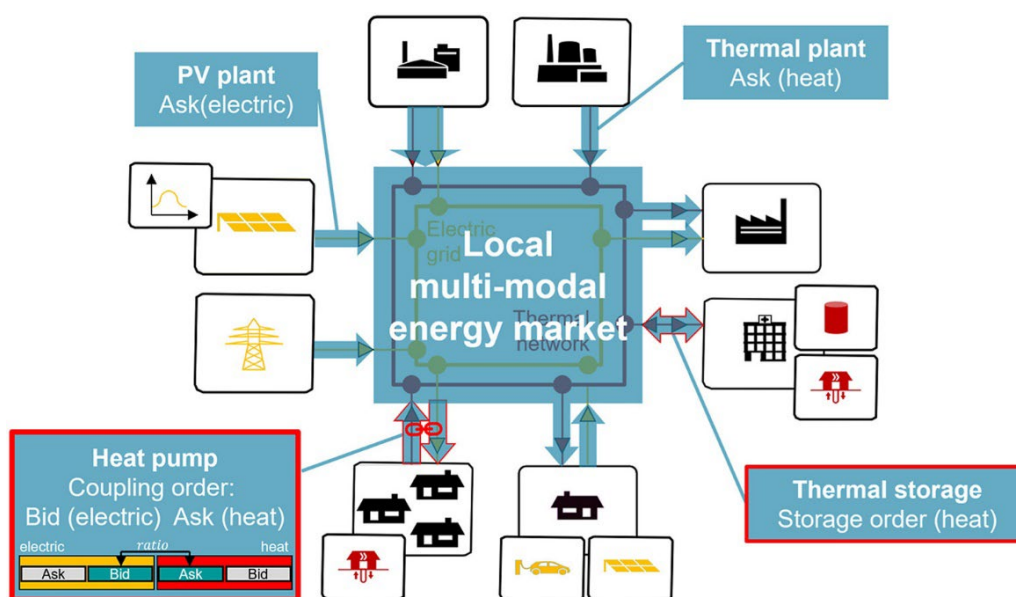 PV plant
Ask(electric)
Thermal plant
Ask (heat)
Electric
grid
Local
multi-modal
energy market
Thermal
network
Heat pump
Coupling order:
Bid (electric) Ask (heat)
electric ratio heat
Ask Bid Ask Bid
Thermal storage
Storage order (heat)